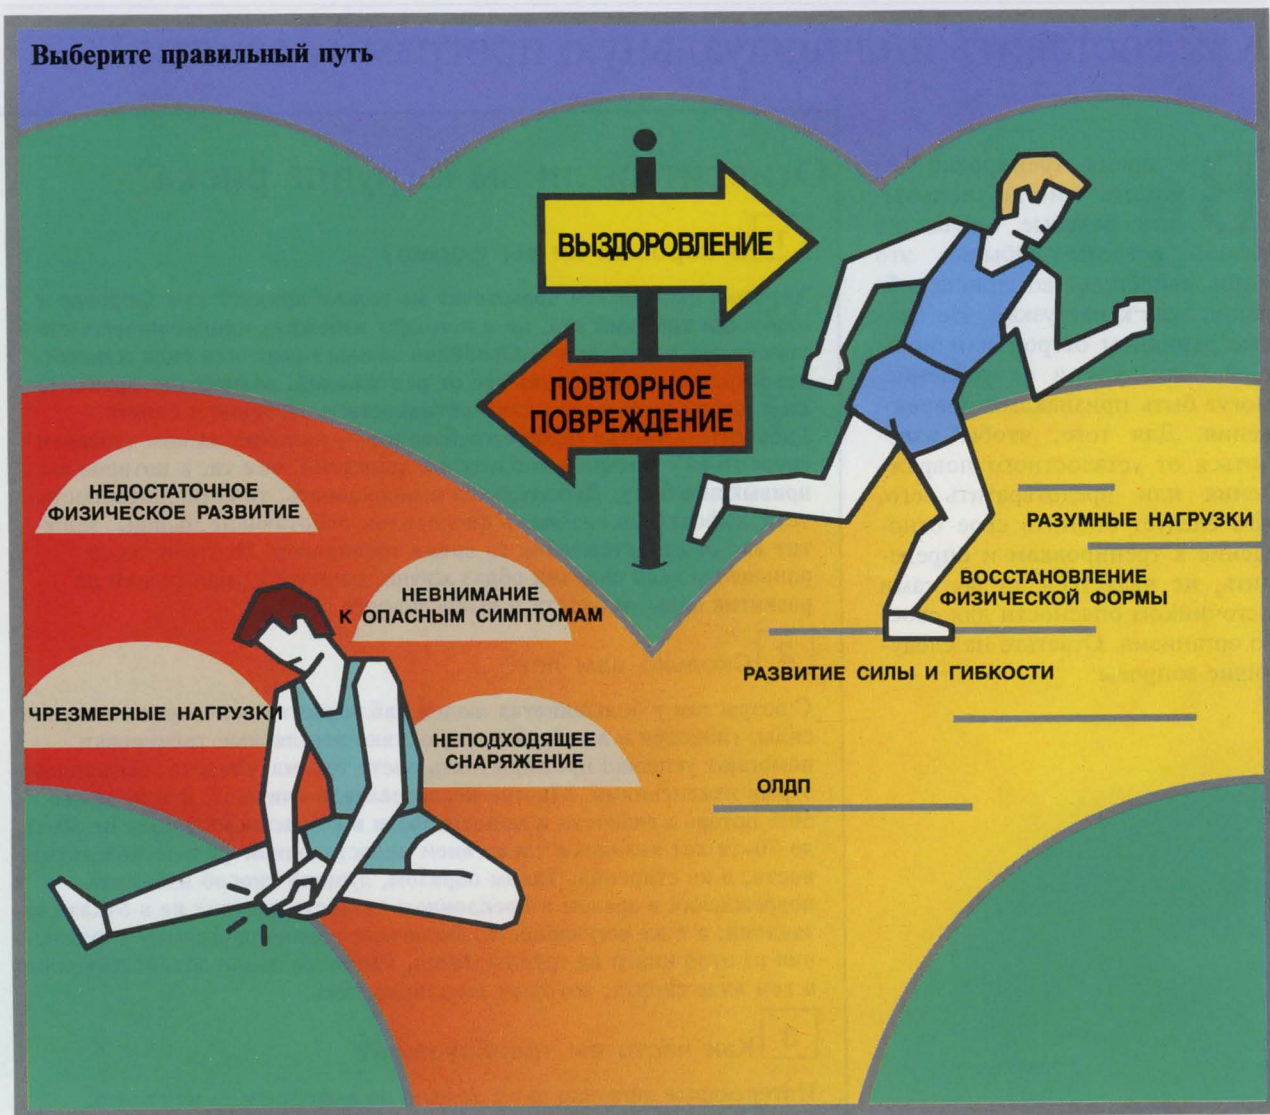 Выберите правильный путь
ВЫЗДОРОВЛЕНИЕ
ПОВТОРНОЕ
ПОВРЕЖДЕНИЕ
НЕДОСТАТОЧНОЕ
ФИЗИЧЕСКОЕ РАЗВИТИЕ
НЕВНИМАНИЕ
К ОПАСНЫМ СИМПТОМАМ
ЧРЕЗМЕРНЫЕ НАГРУЗКИ
НЕПОДХОДЯЩЕЕ
СНАРЯЖЕНИЕ
РАЗУМНЫЕ НАГРУЗКИ
ВОССТАНОВЛЕНИЕ
ФИЗИЧЕСКОЙ ФОРМЫ
РАЗВИТИЕ СИЛЫ И ГИБКОСТИ
ОЛДП